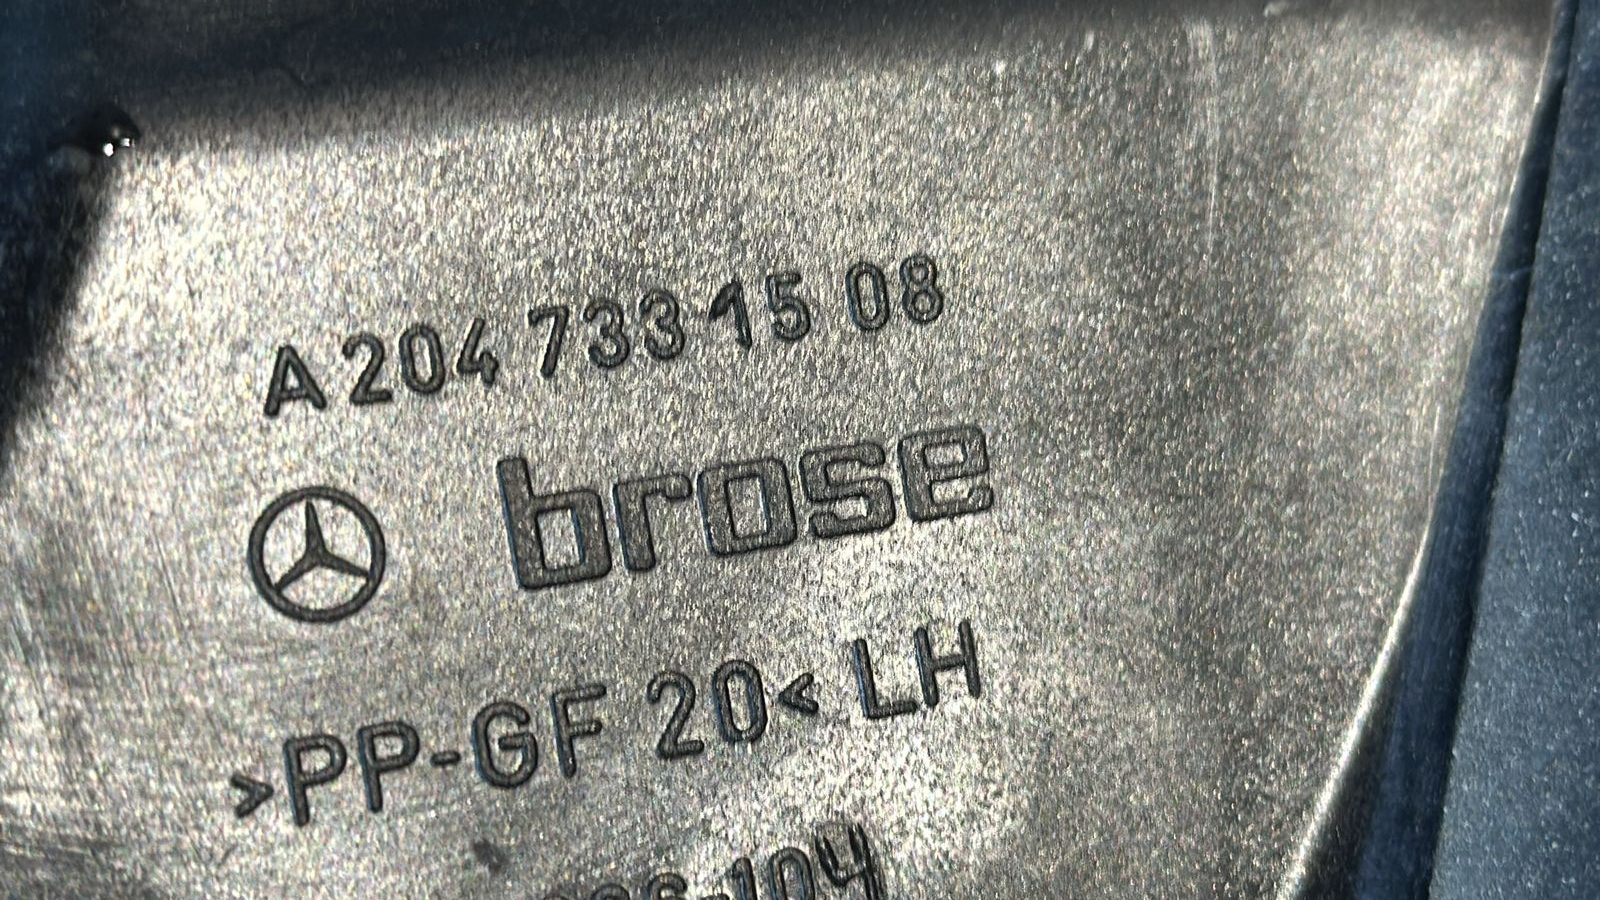 A 204 733 15 08
brose
>PP-GF 20< LH